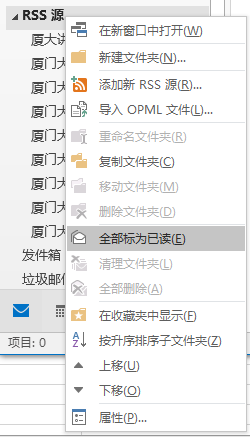 RSS 源
厦大讲
厦门大
厦门大
厦门大
厦门大
厦门大
厦门大
厦门大
厦门大
发件箱
垃圾邮件
项目: 0
在新窗口中打开(W)
新建文件夹(N)...
添加新 RSS 源(R)...
导入 OPML 文件(L)...
重命名文件夹(R)
复制文件夹(C)
移动文件夹(M)
删除文件夹(D)
全部标为已读(E)
清理文件夹(L)
全部删除(A)
在收藏夹中显示(F)
按升序排序子文件夹(Z)
上移(U)
下移(O)
属性(P)...